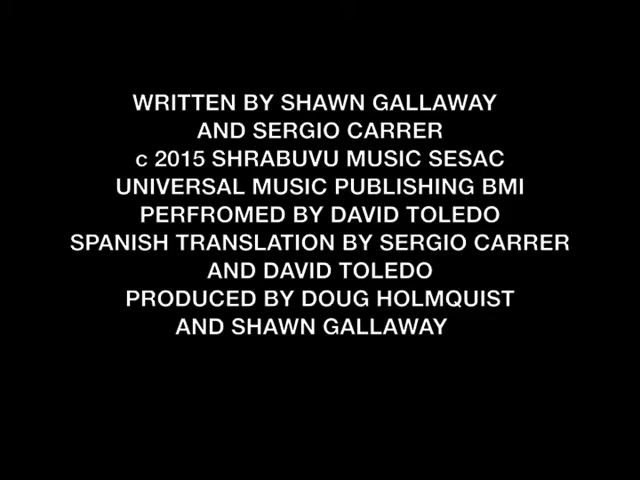 WRITTEN BY SHAWN GALLAWAY
AND SERGIO CARRER
c 2015 SHRABUVU MUSIC SESAC
UNIVERSAL MUSIC PUBLISHING BMI
PERFROMED BY DAVID TOLEDO
SPANISH TRANSLATION BY SERGIO CARRER
AND DAVID TOLEDO
PRODUCED BY DOUG HOLMQUIST
AND SHAWN GALLAWAY